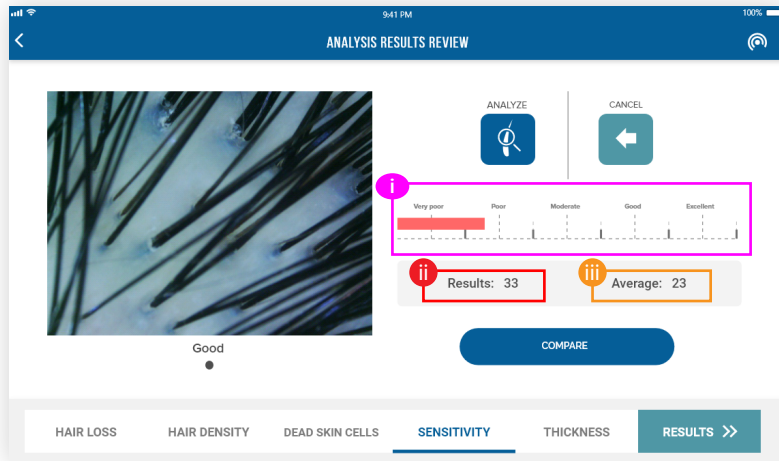 9:41 PM
100%
ANALYSIS RESULTS REVIEW
ANALYZE
CANCEL
i
Very poor Poor Moderate Good Excellent
ii
iii
Results: 33
Average: 23
Good
COMPARE
HAIR LOSS
HAIR DENSITY
DEAD SKIN CELLS
SENSITIVITY
THICKNESS
RESULTS